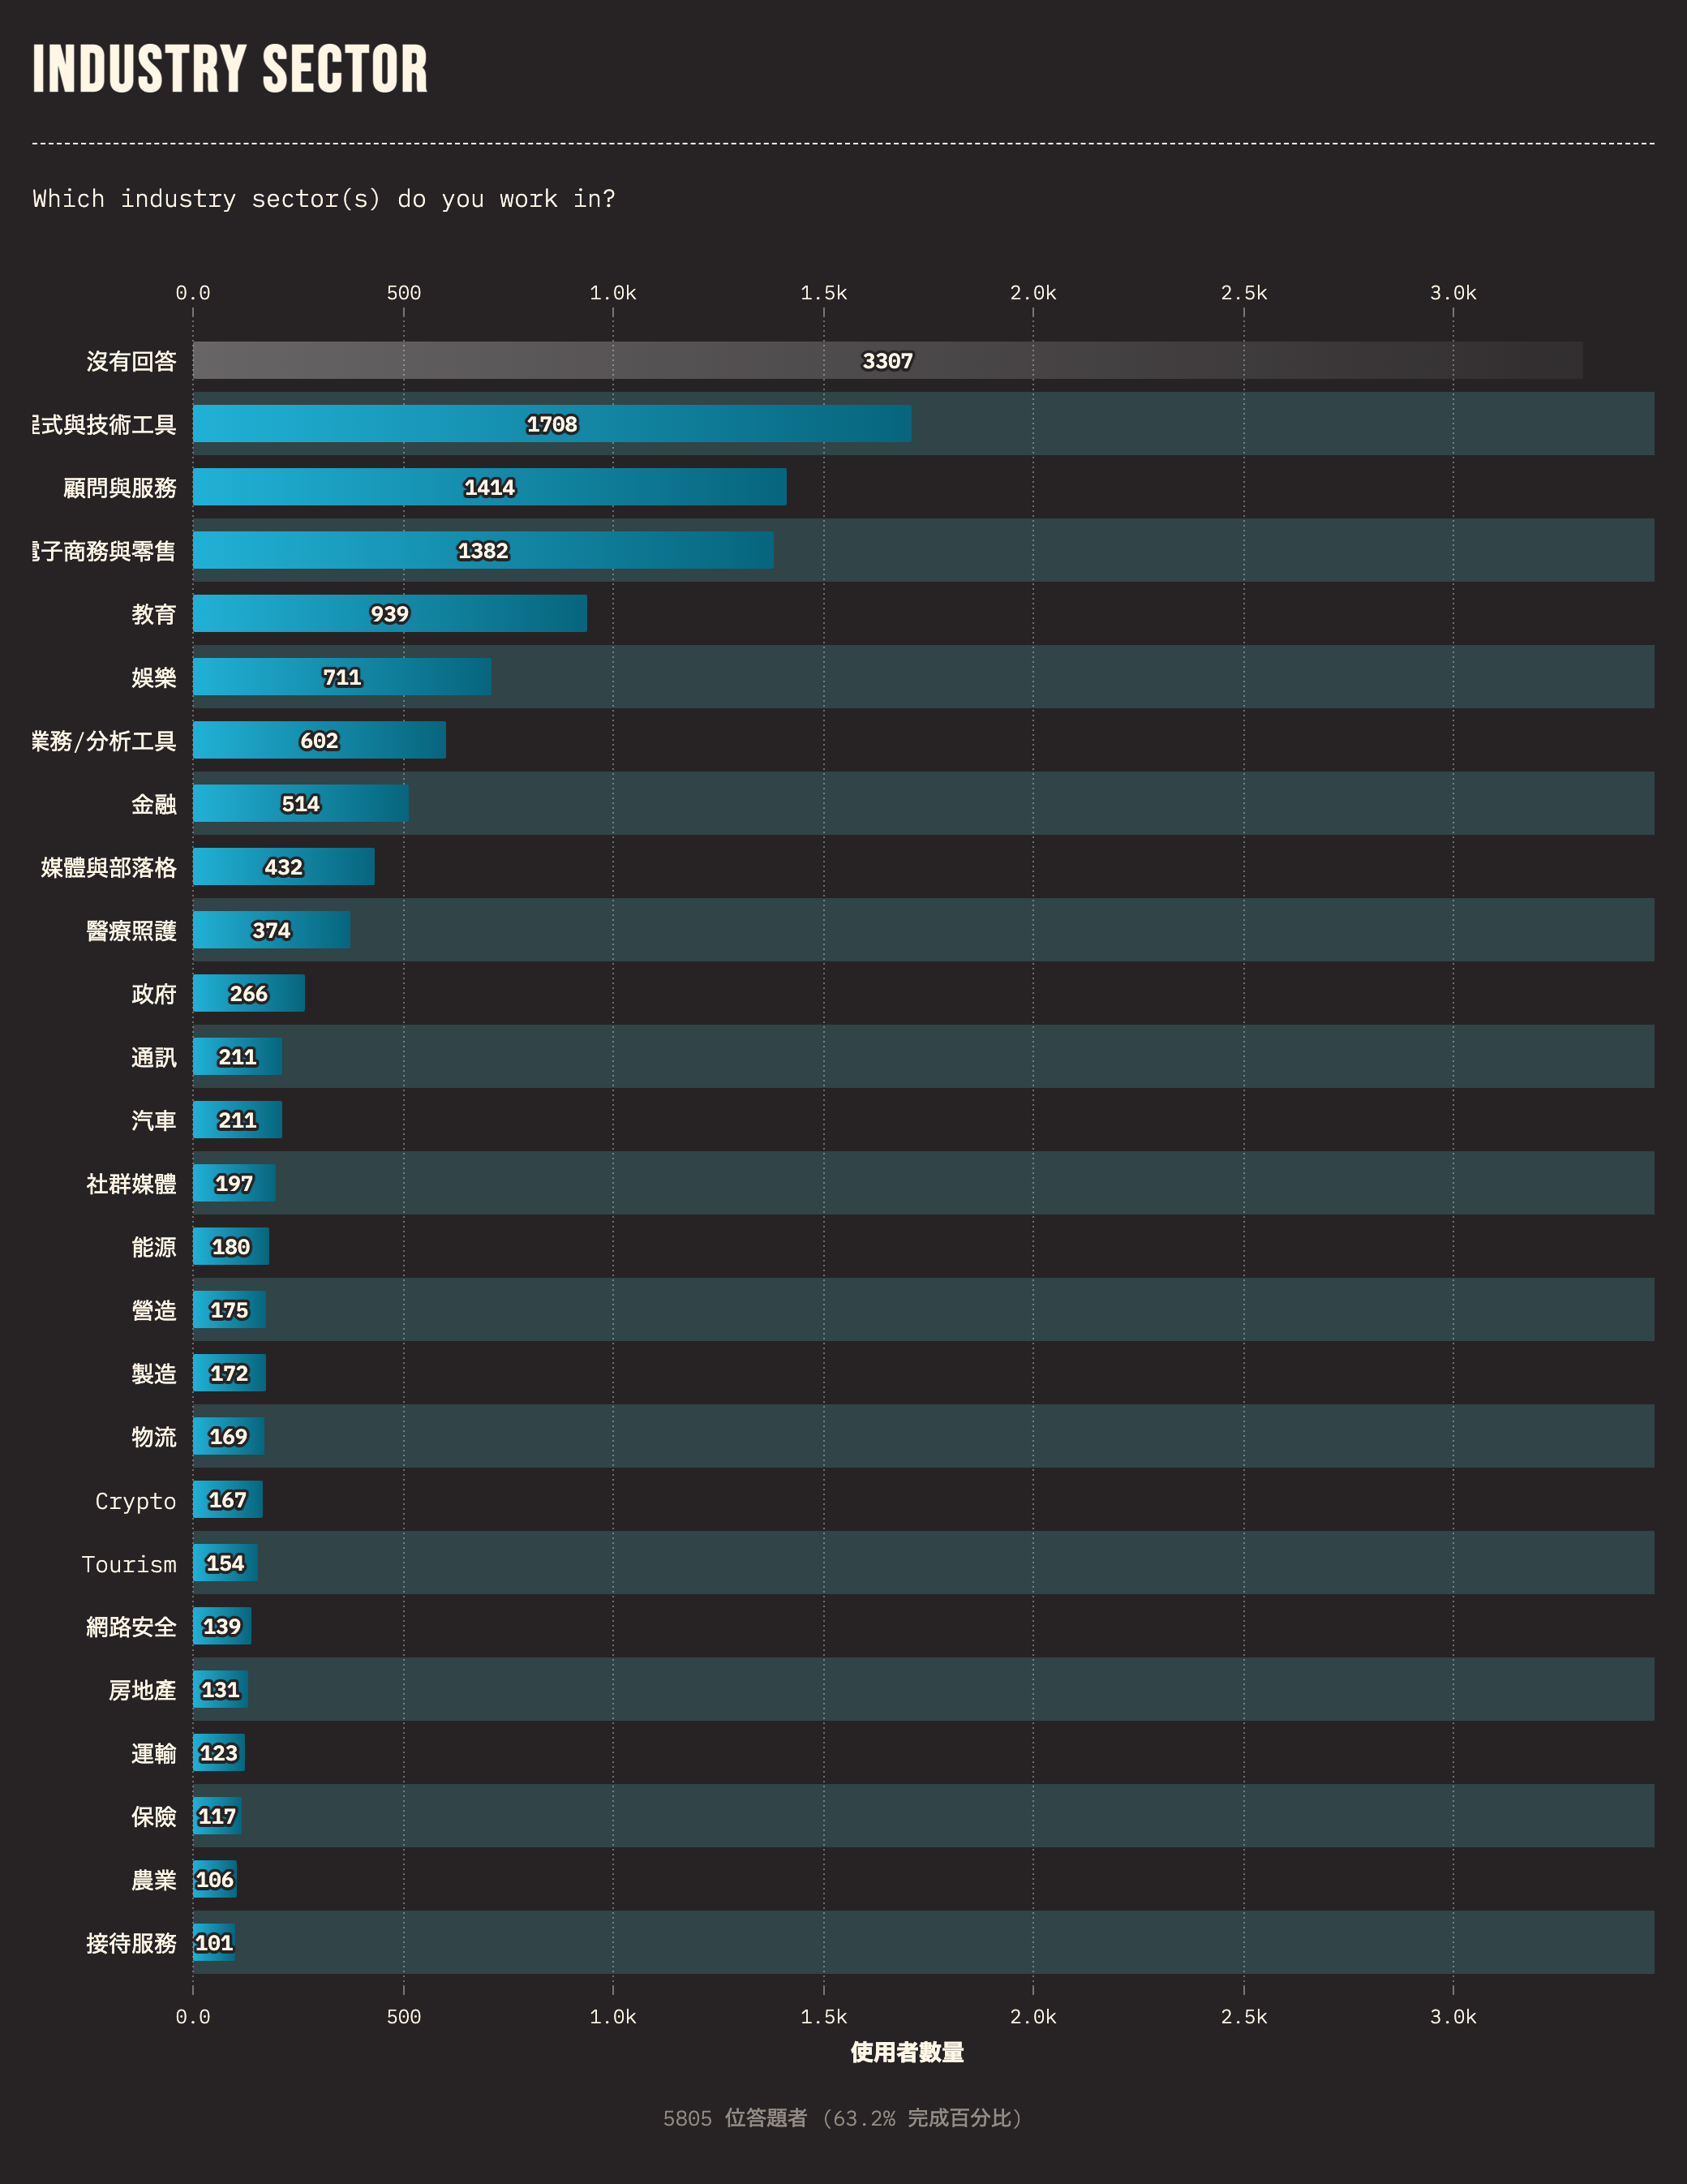 INDUSTRY SECTOR
Which industry sector(s) do you work in?
0.0 500 1.0k 1.5k 2.0k 2.5k 3.0k
沒有回答 3307
式與技術工具 1708
顧問與服務 1414
子商務與零售 1382
教育 939
娛樂 711
業務/分析工具 602
金融 514
媒體與部落格 432
醫療照護 374
政府 266
通訊 211
汽車 211
社群媒體 197
能源 180
營造 175
製造 172
物流 169
Crypto 167
Tourism 154
網路安全 139
房地產 131
運輸 123
保險 117
農業 106
接待服務 101
0.0 500 1.0k 1.5k 2.0k 2.5k 3.0k
使用者數量
5805 位答題者 (63.2% 完成百分比)